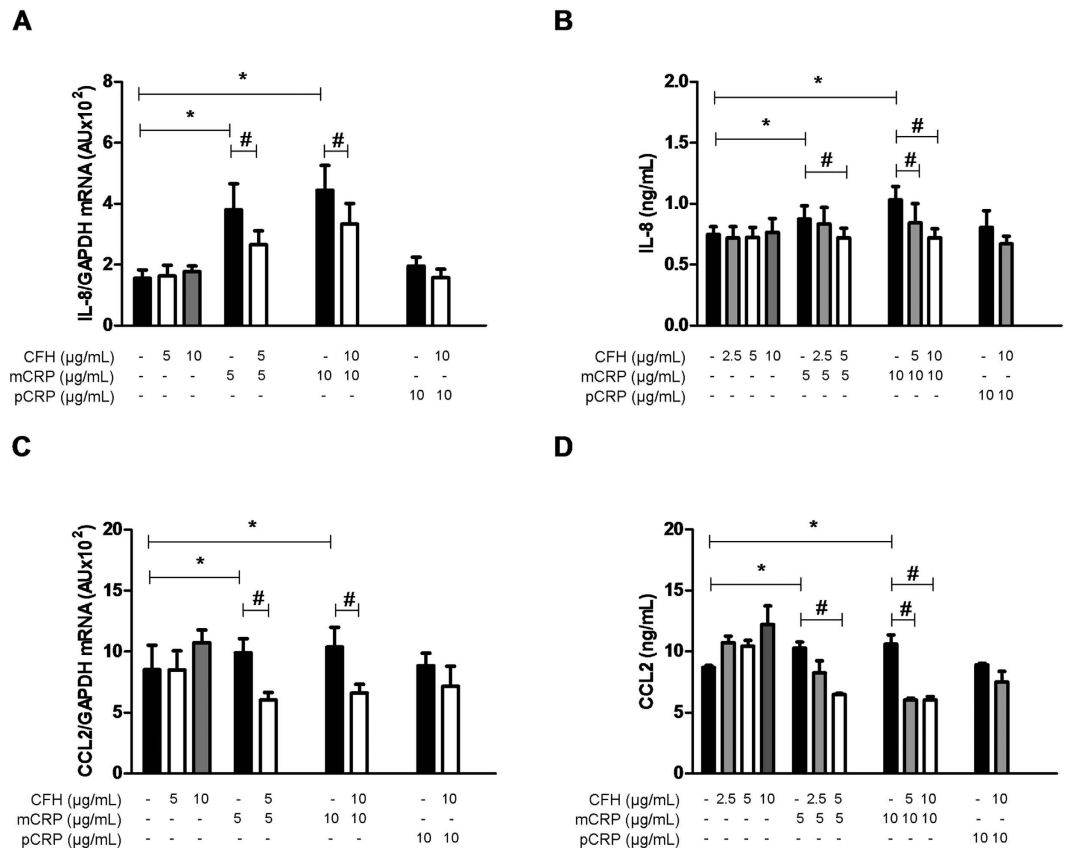 A
IL-8/GAPDH mRNA (AUx10²)
8
6
4
2
0
*
*
#
#
CFH (µg/mL) - 5 10 - 5 - 10 - 10
mCRP (µg/mL) - - - 5 5 10 10 - -
pCRP (µg/mL) - - - - - - - 10 10
B
IL-8 (ng/mL)
2.0
1.5
1.0
0.5
0.0
*
*
#
#
#
CFH (µg/mL) - 2.5 5 10 - 2.5 5 - 5 10 - 10
mCRP (µg/mL) - - - - 5 5 5 10 10 10 - -
pCRP (µg/mL) - - - - - - - - - - 10 10
C
CCL2/GAPDH mRNA (AUx10²)
20
15
10
5
0
*
*
#
#
CFH (µg/mL) - 5 10 - 5 - 10 - 10
mCRP (µg/mL) - - - 5 5 10 10 - -
pCRP (µg/mL) - - - - - - - 10 10
D
CCL2 (ng/mL)
20
15
10
5
0
*
*
#
#
#
CFH (µg/mL) - 2.5 5 10 - 2.5 5 - 5 10 - 10
mCRP (µg/mL) - - - - 5 5 5 10 10 10 - -
pCRP (µg/mL) - - - - - - - - - - 10 10